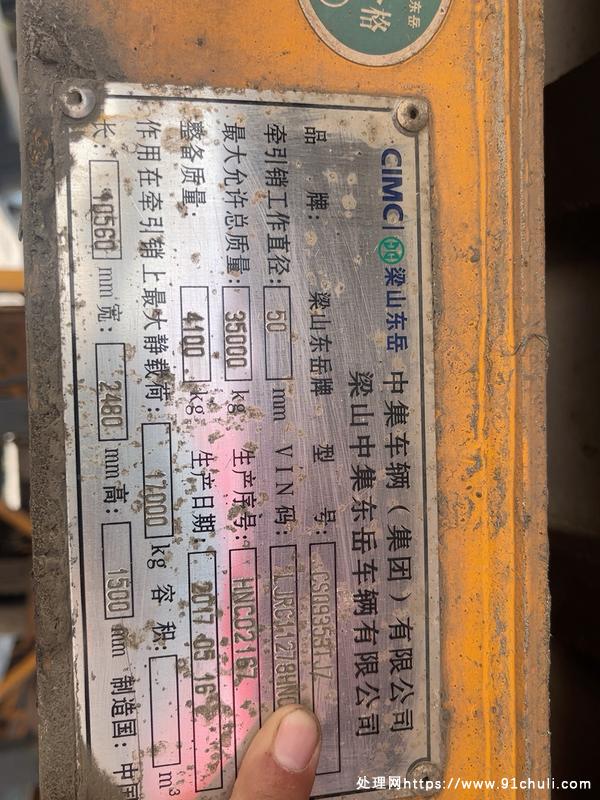 东岳
格
CIMC 梁山东岳 中集车辆（集团）有限公司
梁山中集东岳车辆有限公司
品 牌: 梁山东岳牌 型 号:
牵引销工作直径: 50 mm VIN码:
最大允许总质量: 35000 kg 生产序号: HNC0216Z
整备质量: 4100 kg 生产日期: 2017 05 16
作用在牵引销上最大静载荷: 17000 kg 容 积: m³
长: 10560 mm 宽: 2480 mm 高: 1500 mm 制造国:
处理网https://www.91chuli.com